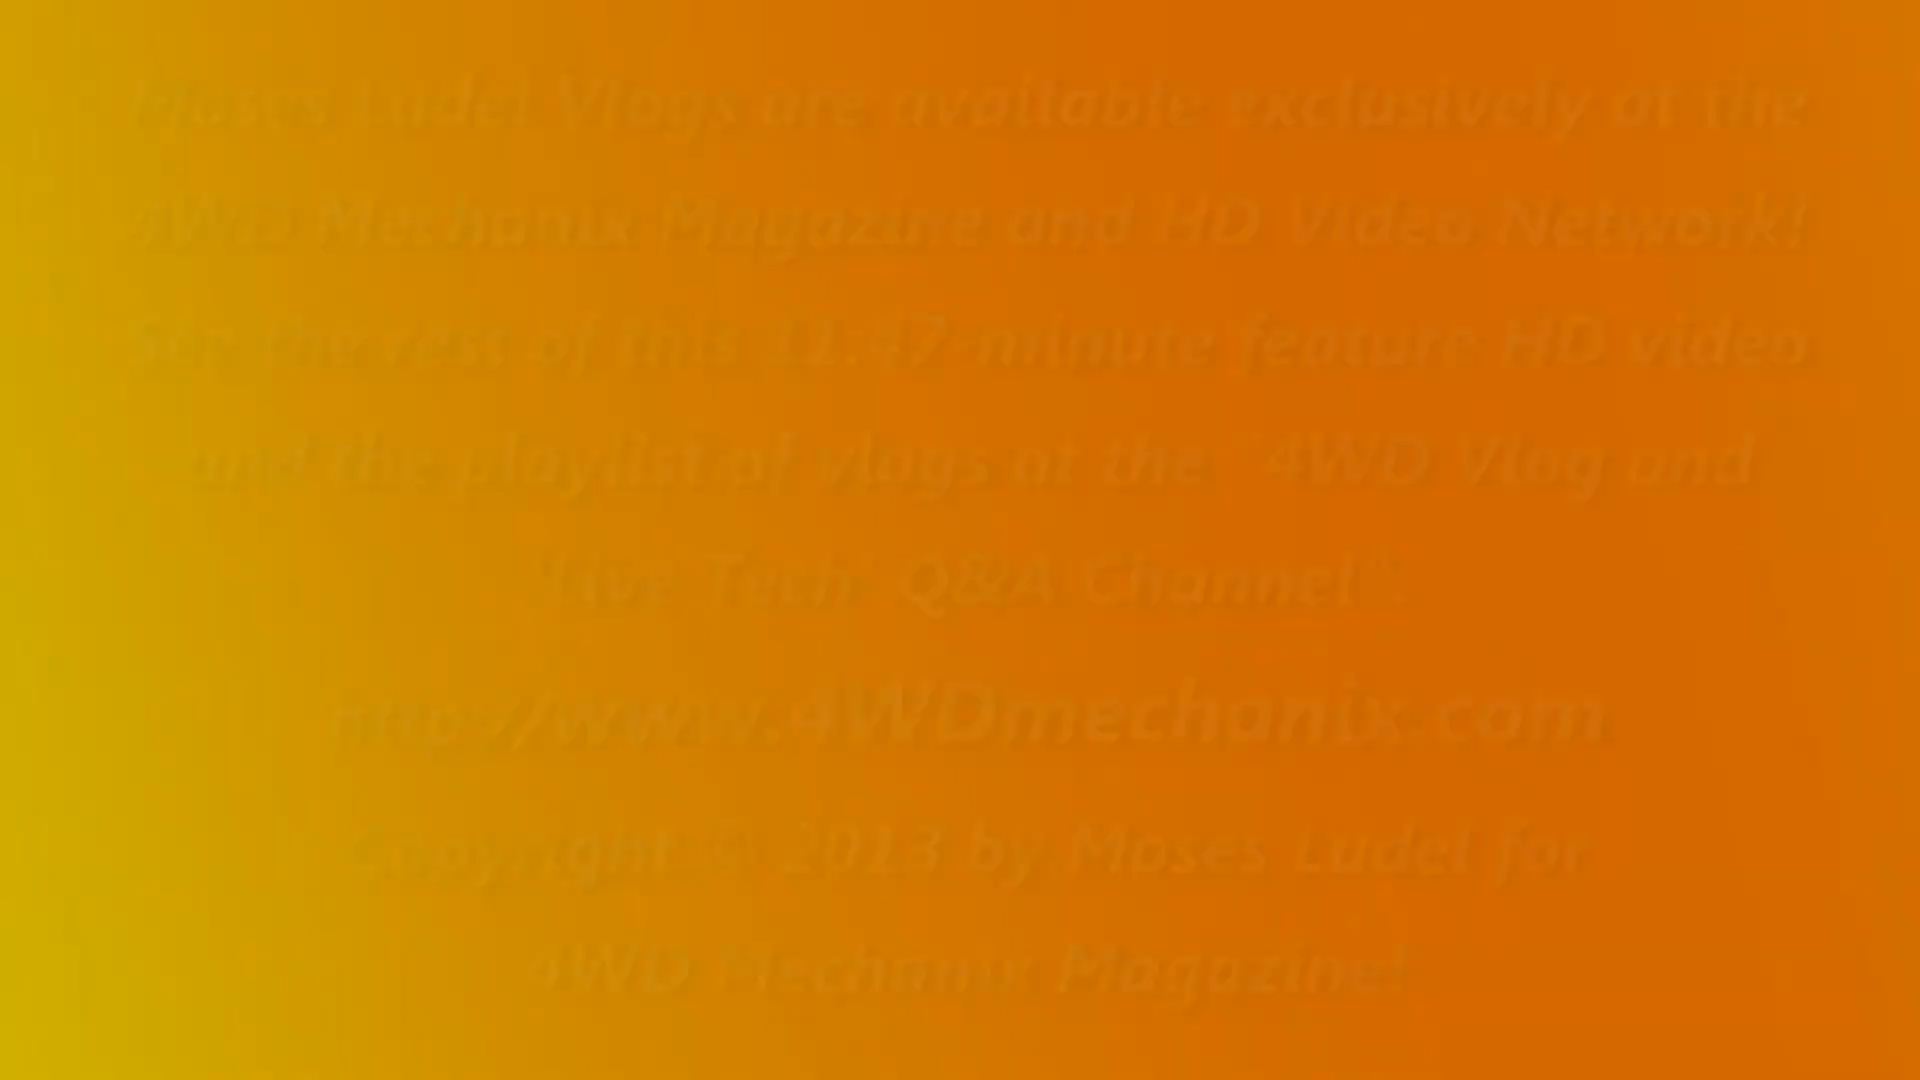 Moses Ludel Vlogs are available exclusively at the
4WD Mechanix Magazine and HD Video Network!
See the rest of this 11:47-minute feature HD video
and the playlist of vlogs at the "4WD Vlog and
'Live Tech' Q&A Channel":
http://www.4WDmechanix.com
Copyright © 2013 by Moses Ludel for
4WD Mechanix Magazine!